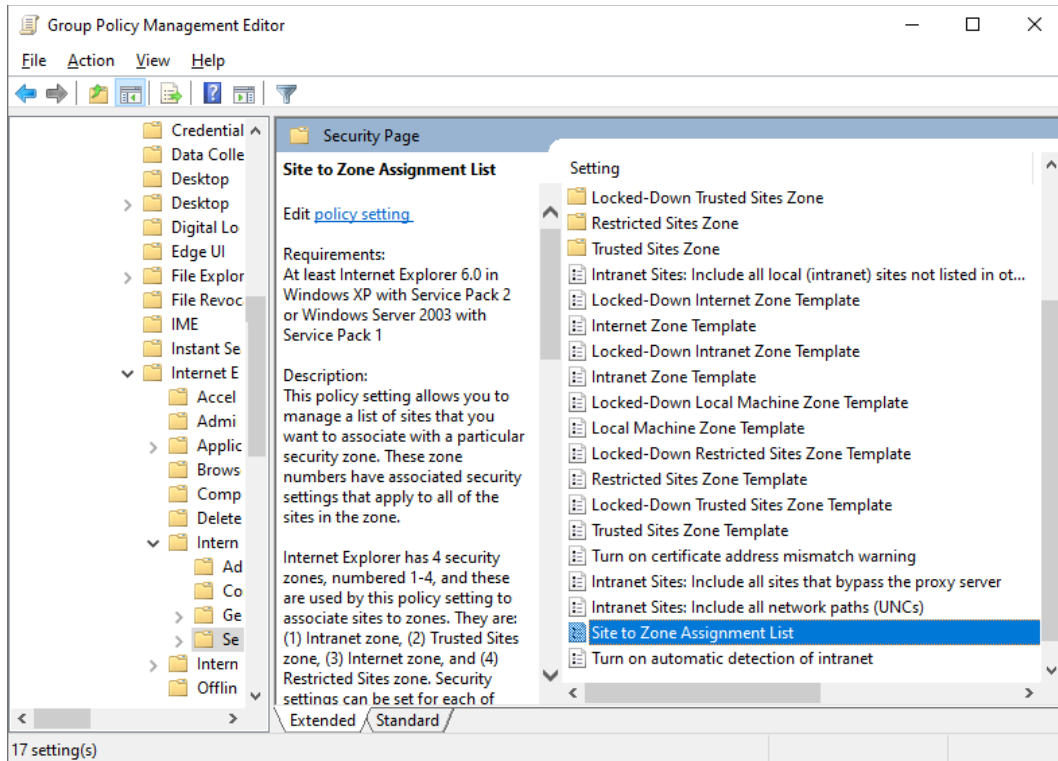 Group Policy Management Editor
File Action View Help
Credential
Data Colle
Desktop
Desktop
Digital Lo
Edge UI
File Explor
File Revoc
IME
Instant Se
Internet E
Accel
Admi
Applic
Brows
Comp
Delete
Intern
Ad
Co
Ge
Se
Intern
Offlin
Security Page
Site to Zone Assignment List
Edit policy setting
Requirements:
At least Internet Explorer 6.0 in
Windows XP with Service Pack 2
or Windows Server 2003 with
Service Pack 1
Description:
This policy setting allows you to
manage a list of sites that you
want to associate with a particular
security zone. These zone
numbers have associated security
settings that apply to all of the
sites in the zone.
Internet Explorer has 4 security
zones, numbered 1-4, and these
are used by this policy setting to
associate sites to zones. They are:
(1) Intranet zone, (2) Trusted Sites
zone, (3) Internet zone, and (4)
Restricted Sites zone. Security
settings can be set for each of
Setting
Locked-Down Trusted Sites Zone
Restricted Sites Zone
Trusted Sites Zone
Intranet Sites: Include all local (intranet) sites not listed in ot...
Locked-Down Internet Zone Template
Internet Zone Template
Locked-Down Intranet Zone Template
Intranet Zone Template
Locked-Down Local Machine Zone Template
Local Machine Zone Template
Locked-Down Restricted Sites Zone Template
Restricted Sites Zone Template
Locked-Down Trusted Sites Zone Template
Trusted Sites Zone Template
Turn on certificate address mismatch warning
Intranet Sites: Include all sites that bypass the proxy server
Intranet Sites: Include all network paths (UNCs)
Site to Zone Assignment List
Turn on automatic detection of intranet
Extended Standard
17 setting(s)